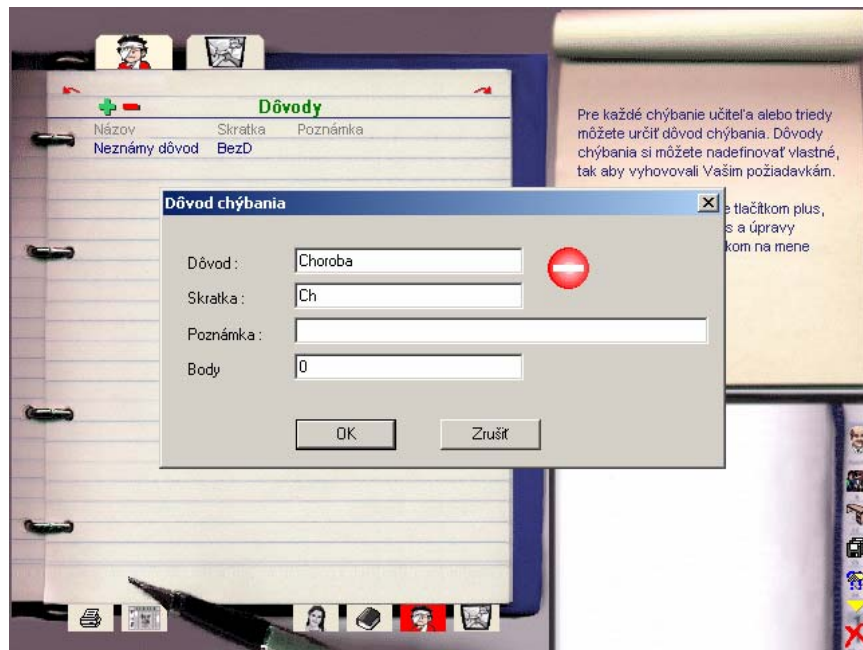 Dôvody
Názov Skratka Poznámka
Neznámy dôvod BezD
Pre každé chýbanie učiteľa alebo triedy
môžete určiť dôvod chýbania. Dôvody
chýbania si môžete nadefinovať vlastné,
tak aby vyhovovali Vašim požiadavkám.
tlačítkom plus,
a úpravy
na mene
Dôvod chýbania
Dôvod : Choroba
Skratka : Ch
Poznámka :
Body 0
OK Zrušiť